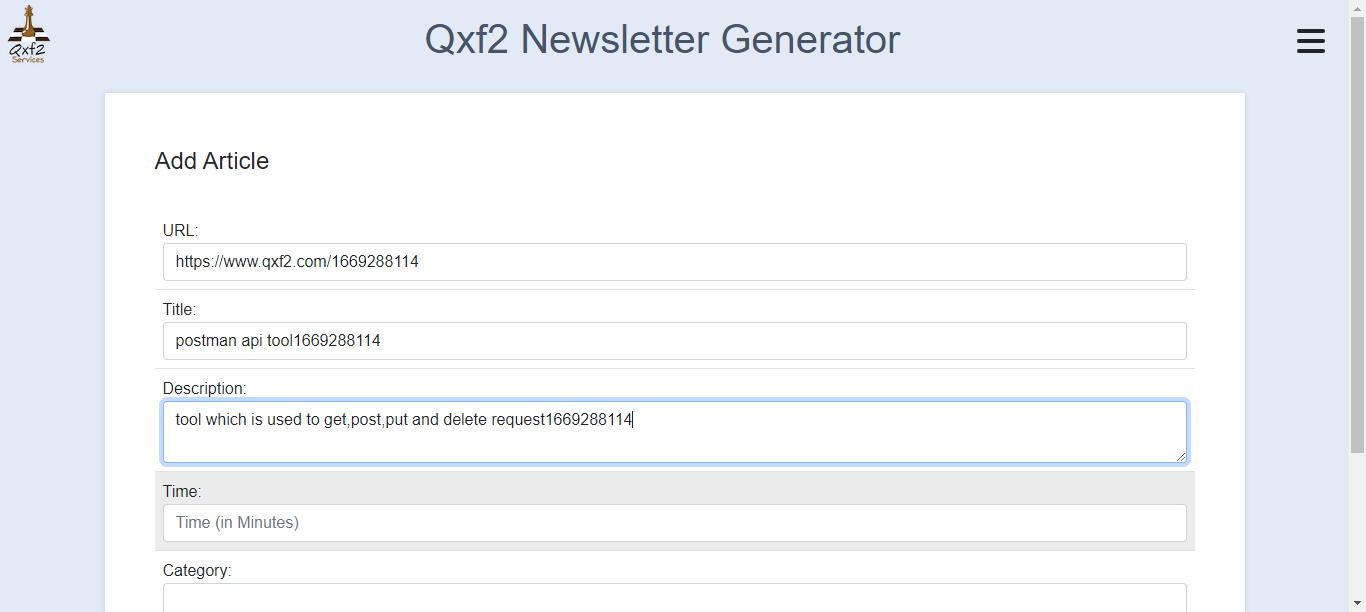 Qxf2
Services
Qxf2 Newsletter Generator
Add Article
URL:
https://www.qxf2.com/1669288114
Title:
postman api tool1669288114
Description:
tool which is used to get,post,put and delete request1669288114
Time:
Time (in Minutes)
Category: